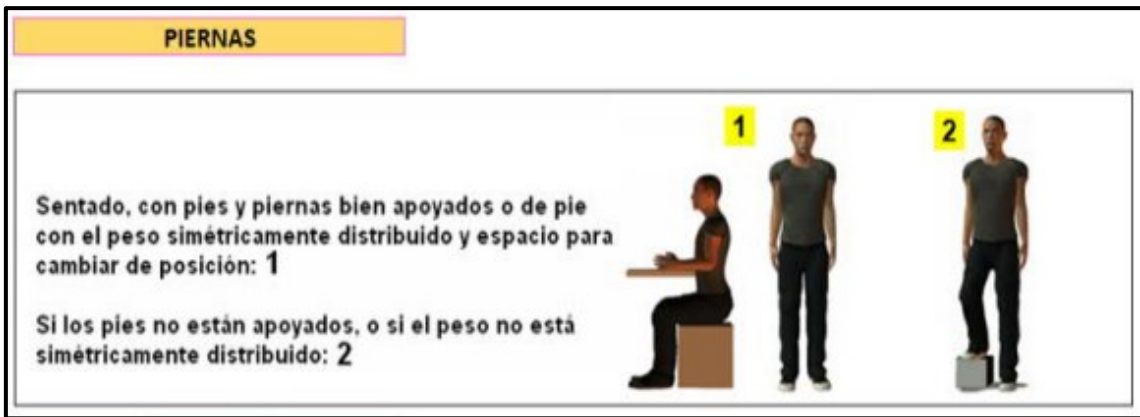 PIERNAS
1
2
Sentado, con pies y piernas bien apoyados o de pie
con el peso simétricamente distribuido y espacio para
cambiar de posición: 1
Si los pies no están apoyados, o si el peso no está
simétricamente distribuido: 2